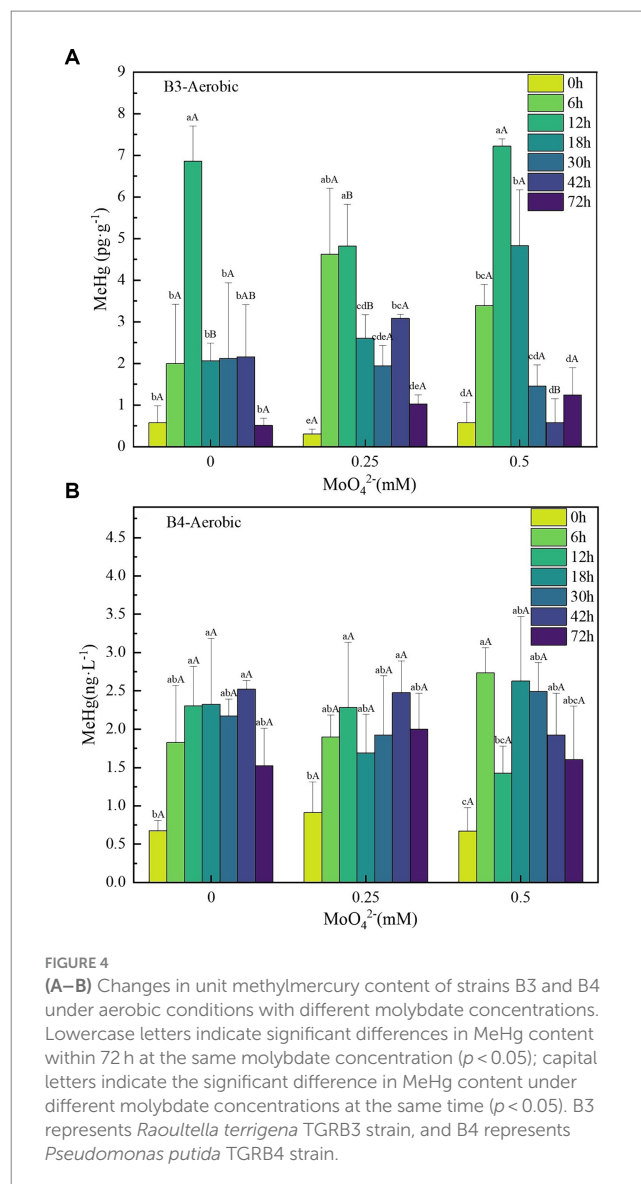 A
B3-Aerobic
0h
6h
12h
18h
30h
42h
72h
MeHg (pg·g⁻¹)
9
8
7
6
5
4
3
2
1
0
bA
bA
aA
bB
bA
bAB
bA
eA
abA
aB
cdB
cdeA
bcA
deA
dA
bcA
aA
bA
cdA
dB
dA
0 0.25 0.5
MoO₄²⁻(mM)
B
B4-Aerobic
0h
6h
12h
18h
30h
42h
72h
MeHg(ng·L⁻¹)
4.5
4.0
3.5
3.0
2.5
2.0
1.5
1.0
0.5
0.0
bA
abA
aA
aA
abA
aA
abA
bA
abA
aA
abA
abA
aA
abA
cA
aA
bcA
abA
abA
abA
abcA
0 0.25 0.5
MoO₄²⁻(mM)
FIGURE 4
(A–B) Changes in unit methylmercury content of strains B3 and B4
under aerobic conditions with different molybdate concentrations.
Lowercase letters indicate significant differences in MeHg content
within 72 h at the same molybdate concentration (p < 0.05); capital
letters indicate the significant difference in MeHg content under
different molybdate concentrations at the same time (p < 0.05). B3
represents Raoultella terrigena TGRB3 strain, and B4 represents
Pseudomonas putida TGRB4 strain.